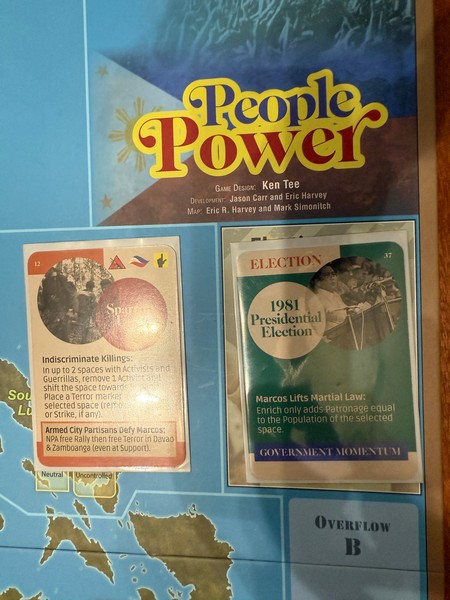 People
Power
Game Design: Ken Tee
Development: Jason Carr and Eric Harvey
Map: Eric R. Harvey and Mark Simonitch
12
Indiscriminate Killings:
In up to 2 spaces with Activists and
Guerrillas, remove 1 Activist and
shift the space toward
Place a Terror marker
selected space
or Strike, if any).
Armed City Partisans Defy Marcos:
NPA free Rally then free Terror in Davao
& Zamboanga (even at Support).
Neutral
Uncontrolled
ELECTION
37
1981
Presidential
Election
Marcos Lifts Martial Law:
Enrich only adds Patronage equal
to the Population of the selected
space.
GOVERNMENT MOMENTUM
Overflow
B